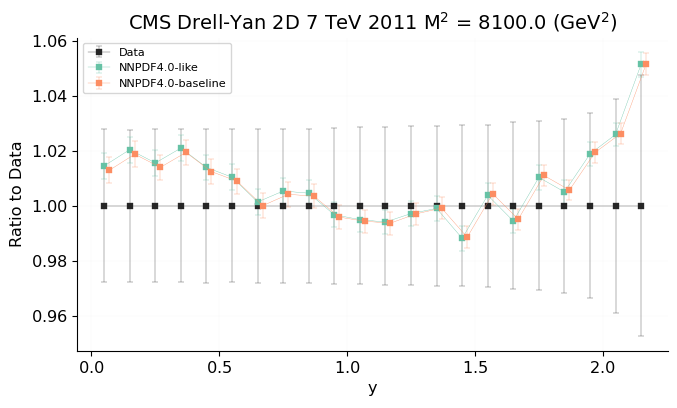 CMS Drell-Yan 2D 7 TeV 2011 M² = 8100.0 (GeV²)
Data
NNPDF4.0-like
NNPDF4.0-baseline
Ratio to Data
1.06
1.04
1.02
1.00
0.98
0.96
0.0 0.5 1.0 1.5 2.0
y